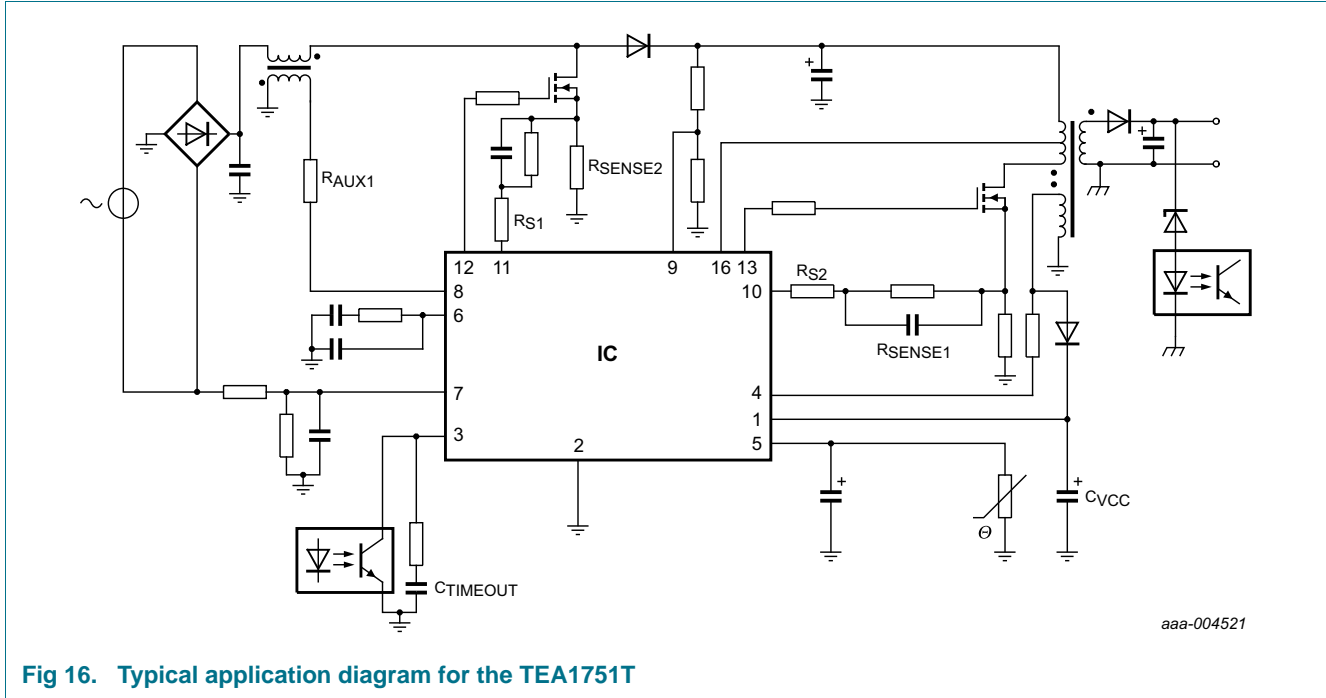 RAUX1
RSENSE2
RS1
12 11 9 16 13
8
6
7
3
2
10
4
1
5
IC
RS2
RSENSE1
CTIMEOUT
Θ
CVCC
+
+
+
+
~
aaa-004521
Fig 16. Typical application diagram for the TEA1751T